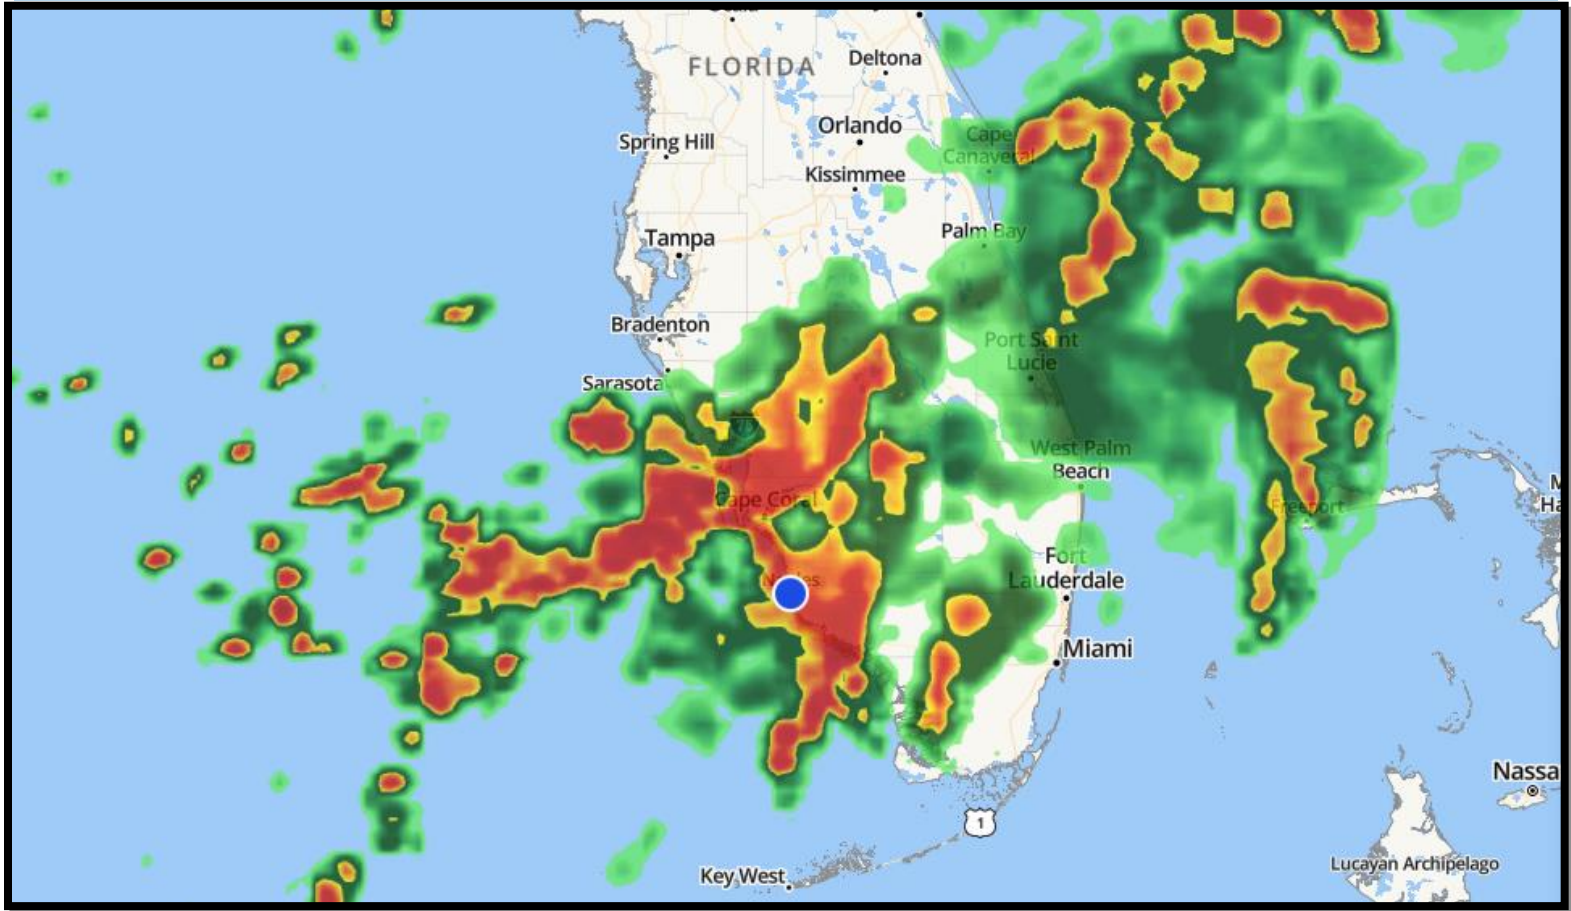 FLORIDA
Deltona
Orlando
Cape
Canaveral
Spring Hill
Kissimmee
Palm Bay
Tampa
Bradenton
Port Saint
Lucie
Sarasota
West Palm
Beach
Cape Coral
Freeport
Fort
Lauderdale
Naples
Miami
Nassa
1
Key West
Lucayan Archipelago